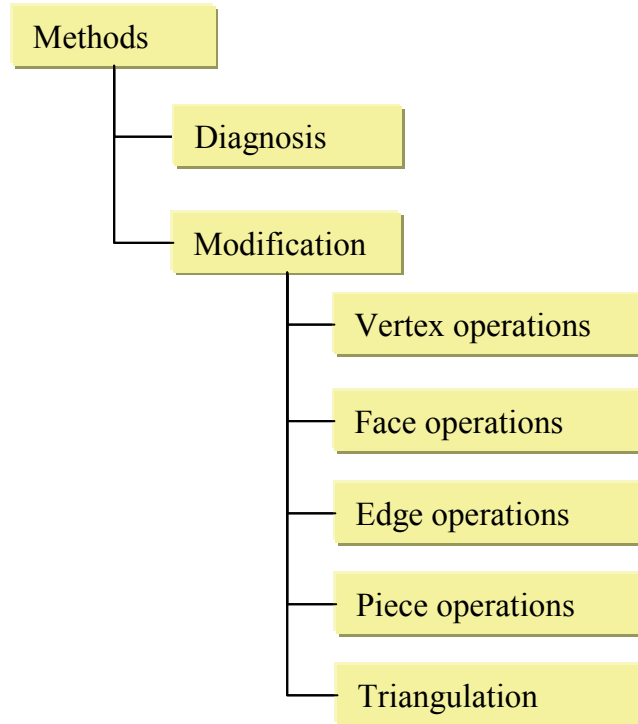 Methods
Diagnosis
Modification
Vertex operations
Face operations
Edge operations
Piece operations
Triangulation